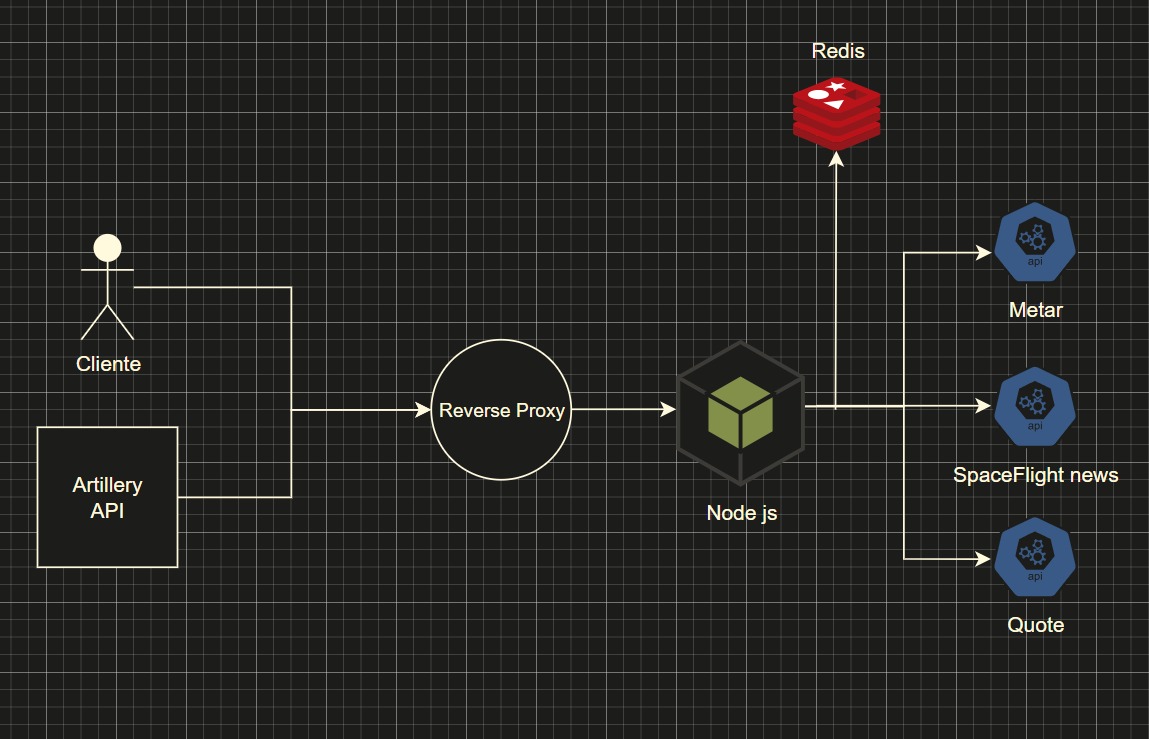 Redis
api
Metar
Cliente
Reverse Proxy
api
SpaceFlight news
Artillery
API
Node js
api
Quote